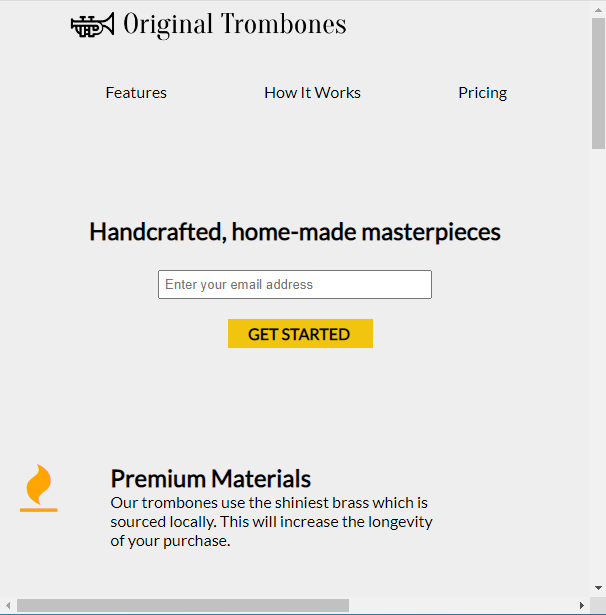 Original Trombones
Features How It Works Pricing
Handcrafted, home-made masterpieces
Enter your email address
GET STARTED
Premium Materials
Our trombones use the shiniest brass which is
sourced locally. This will increase the longevity
of your purchase.